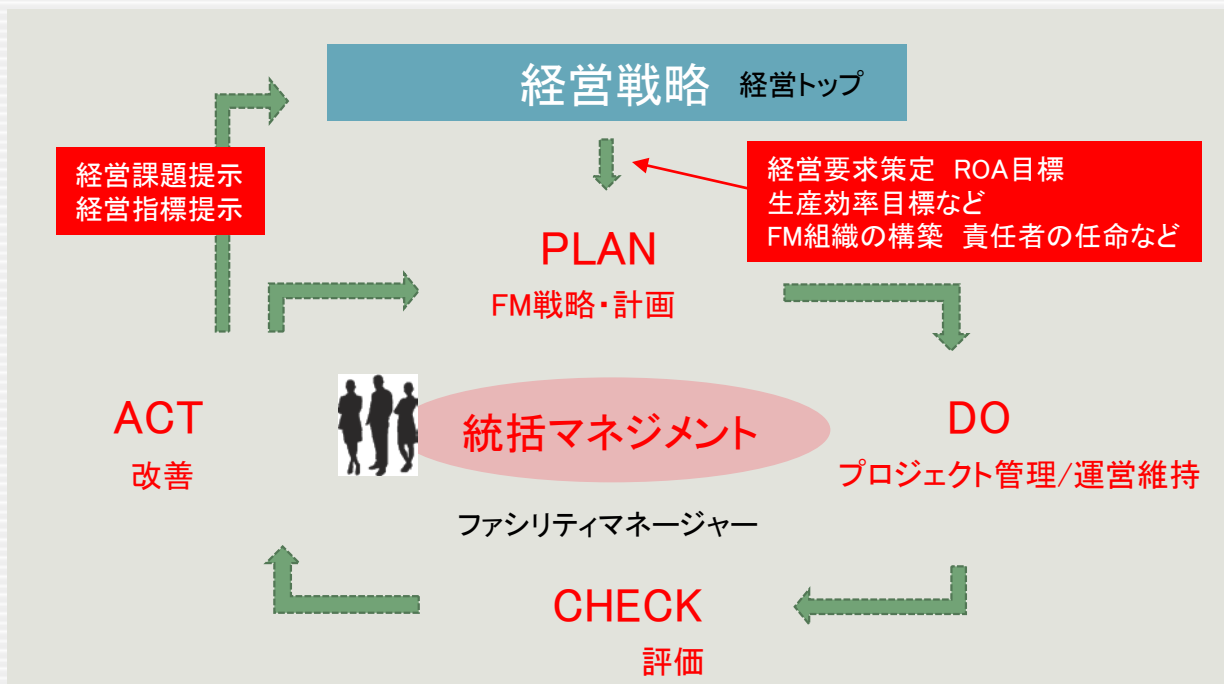 経営戦略 経営トップ
経営課題提示
経営指標提示
経営要求策定 ROA目標
生産効率目標など
FM組織の構築 責任者の任命など
PLAN
FM戦略・計画
ACT
改善
統括マネジメント
ファシリティマネージャー
DO
プロジェクト管理/運営維持
CHECK
評価